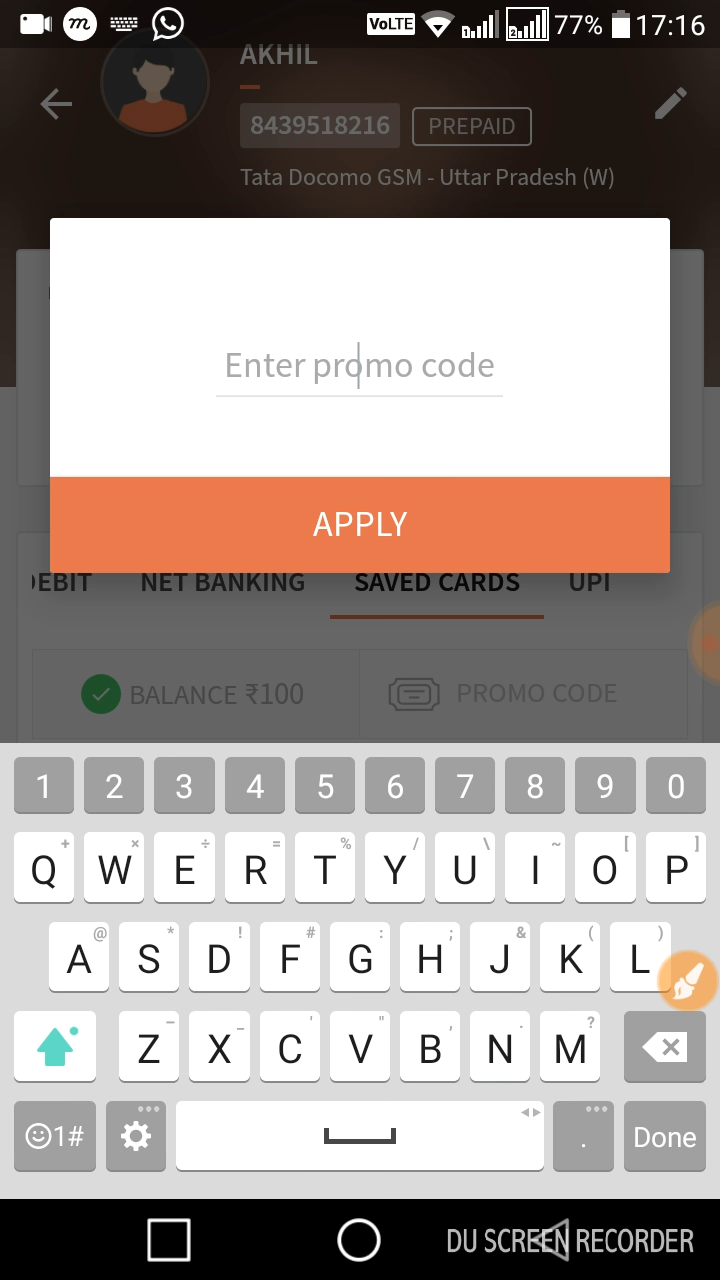 VoLTE 77% 17:16
AKHIL
8439518216 PREPAID
Tata Docomo GSM - Uttar Pradesh (W)
Enter promo code
APPLY
DEBIT NET BANKING SAVED CARDS UPI
BALANCE ₹100 PROMO CODE
1 2 3 4 5 6 7 8 9 0
+ × ÷ = % / \ ~ [ ]
Q W E R T Y U I O P
@ * ! # : ; & ( )
A S D F G H J K L
– _ ' " , . ?
Z X C V B N M
1# . Done
DU SCREEN RECORDER